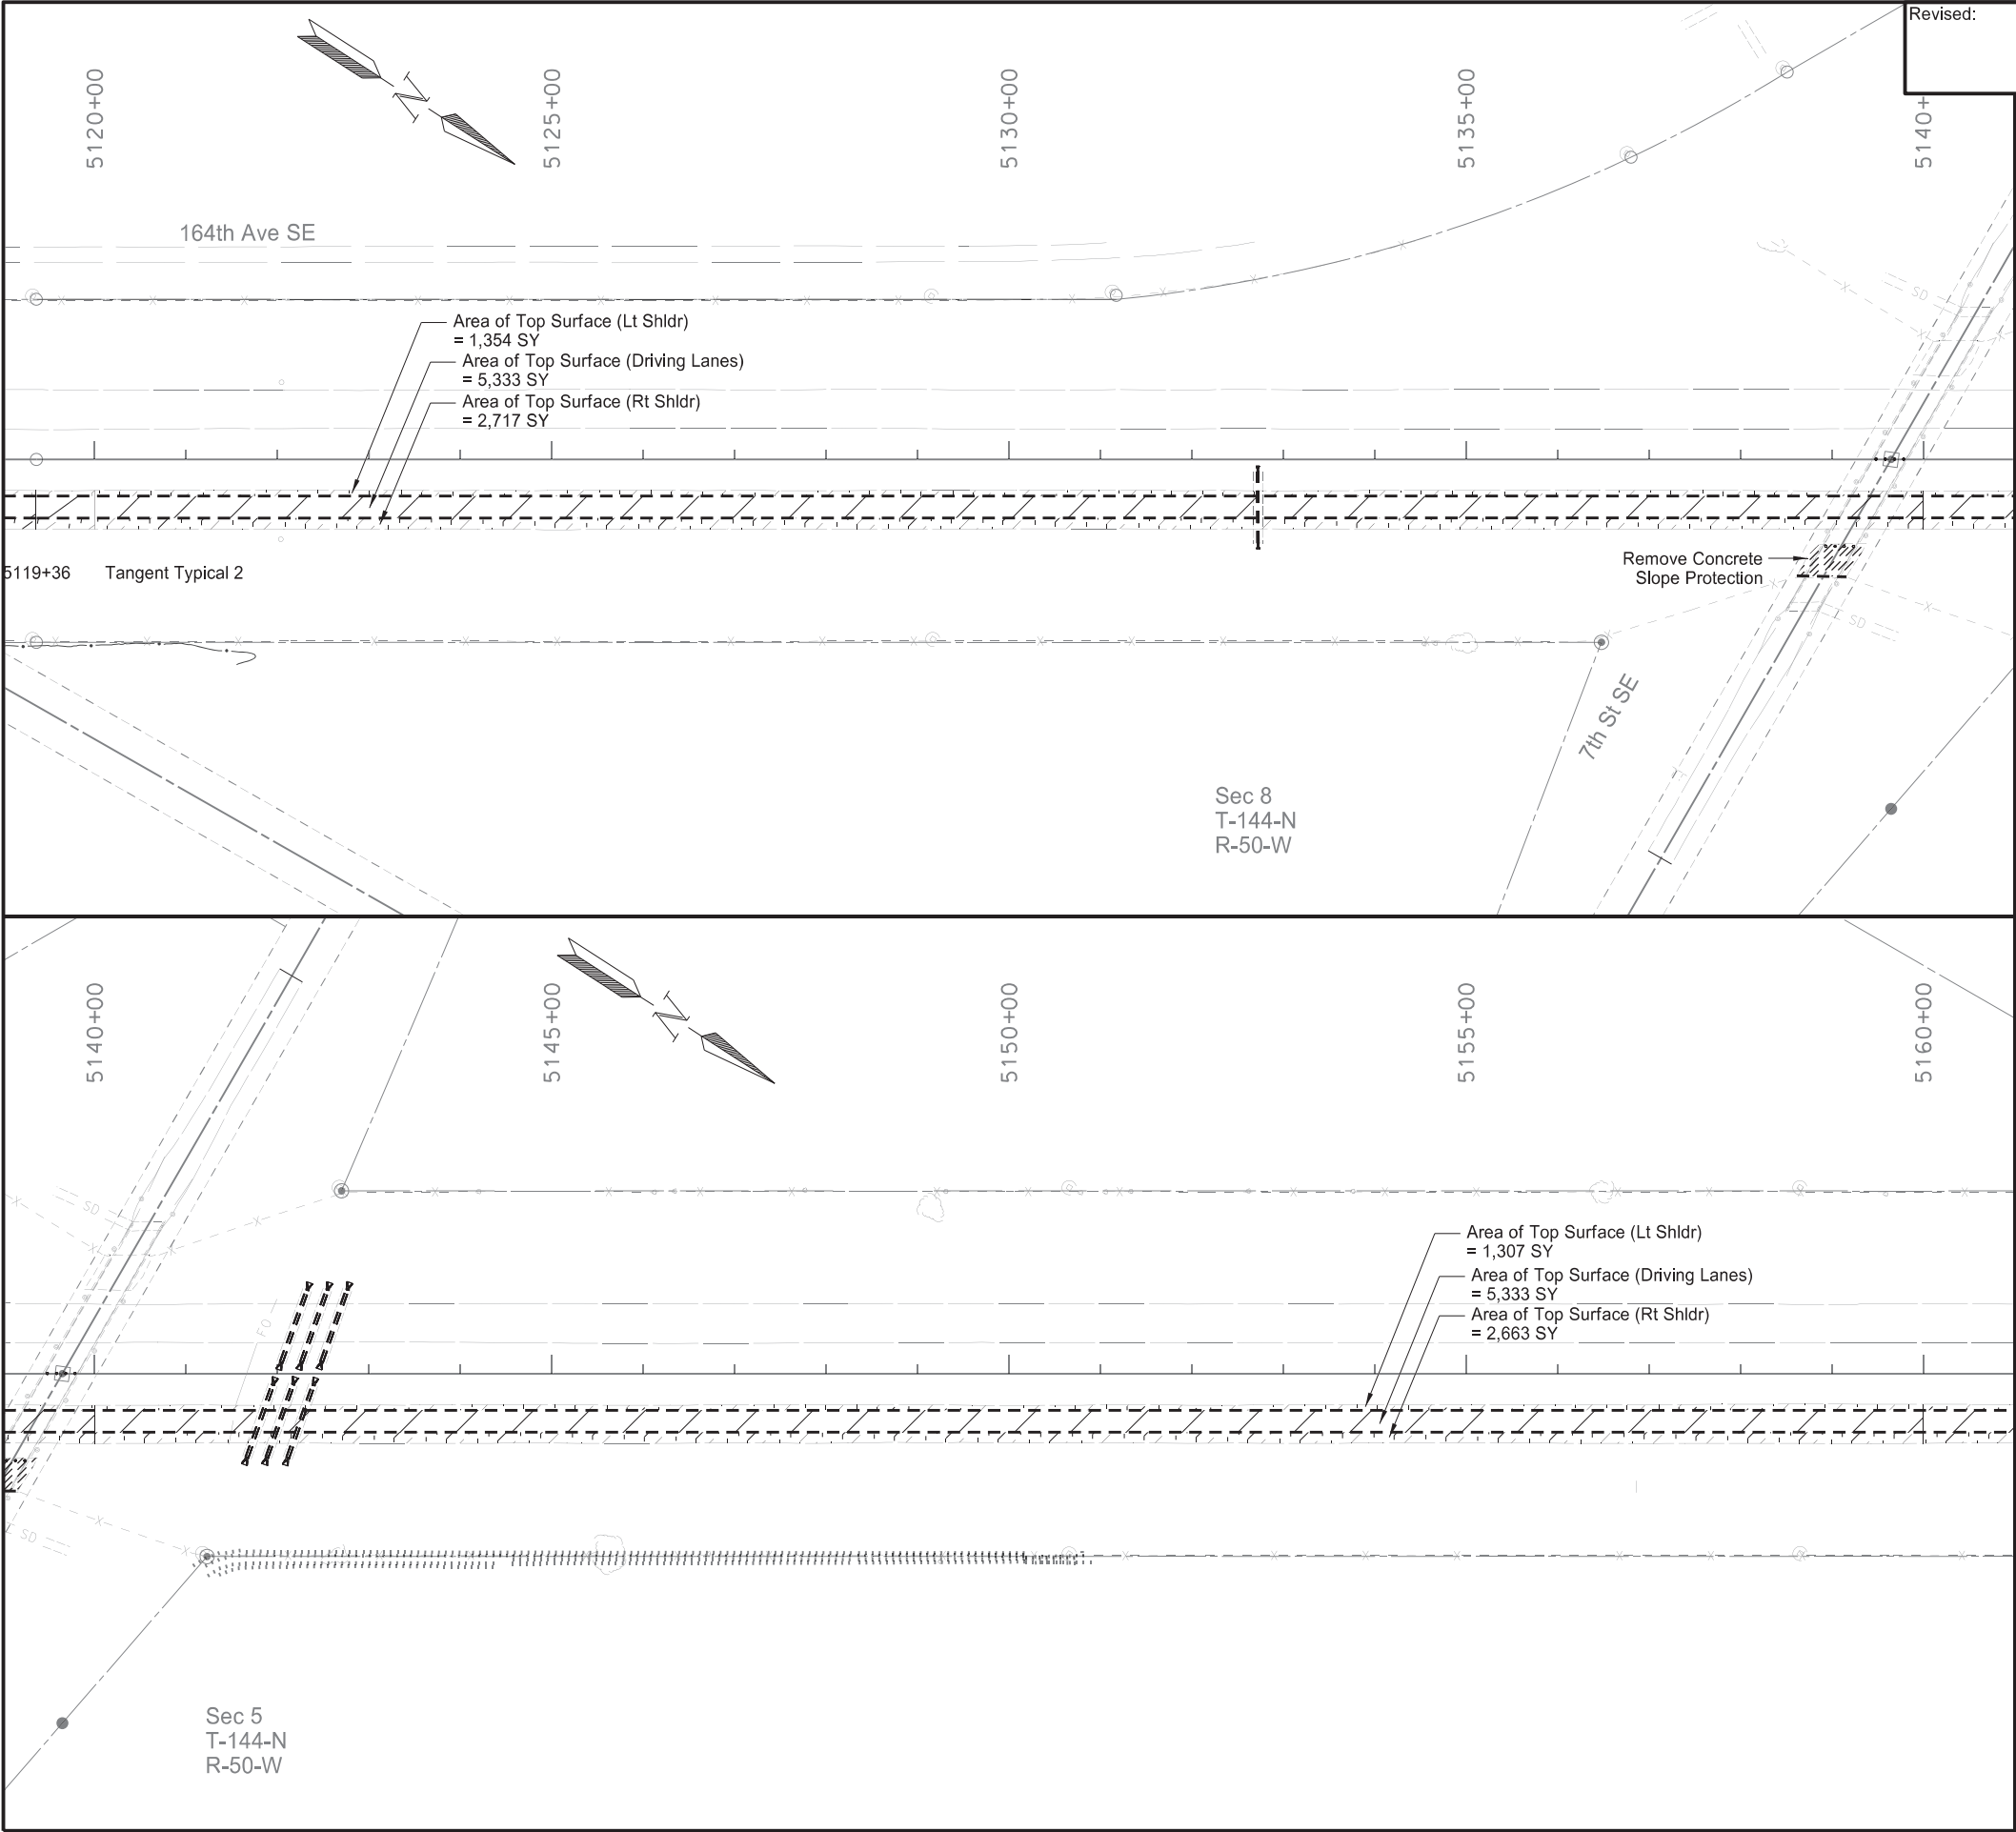 Revised:
5120+00
5125+00
5130+00
5135+00
5140+
N
164th Ave SE
Area of Top Surface (Lt Shldr)
= 1,354 SY
Area of Top Surface (Driving Lanes)
= 5,333 SY
Area of Top Surface (Rt Shldr)
= 2,717 SY
SD
Remove Concrete
Slope Protection
5119+36 Tangent Typical 2
SD
7th St SE
Sec 8
T-144-N
R-50-W
5140+00
5145+00
5150+00
5155+00
5160+00
N
SD
Area of Top Surface (Lt Shldr)
= 1,307 SY
Area of Top Surface (Driving Lanes)
= 5,333 SY
Area of Top Surface (Rt Shldr)
= 2,663 SY
FO
SD
Sec 5
T-144-N
R-50-W